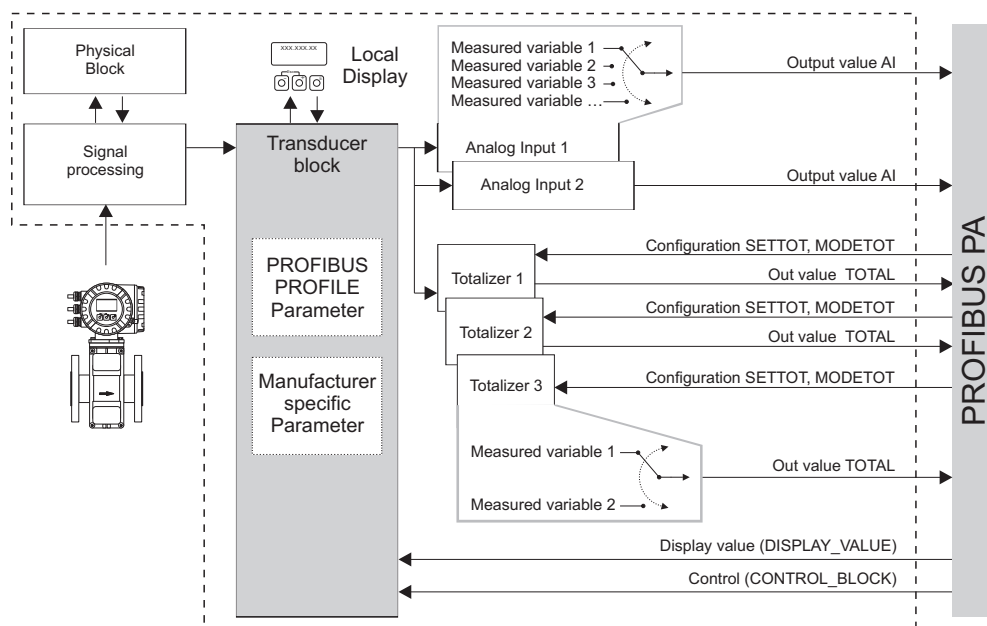 Physical
Block
Signal
processing
xxx.xxx.xx
Local
Display
Transducer
block
PROFIBUS
PROFILE
Parameter
Manufacturer
specific
Parameter
Measured variable 1
Measured variable 2
Measured variable 3
Measured variable …
Analog Input 1
Analog Input 2
Output value AI
Output value AI
Totalizer 1
Configuration SETTOT, MODETOT
Out value TOTAL
Totalizer 2
Configuration SETTOT, MODETOT
Out value TOTAL
Totalizer 3
Configuration SETTOT, MODETOT
Measured variable 1
Measured variable 2
Out value TOTAL
Display value (DISPLAY_VALUE)
Control (CONTROL_BLOCK)
PROFIBUS PA